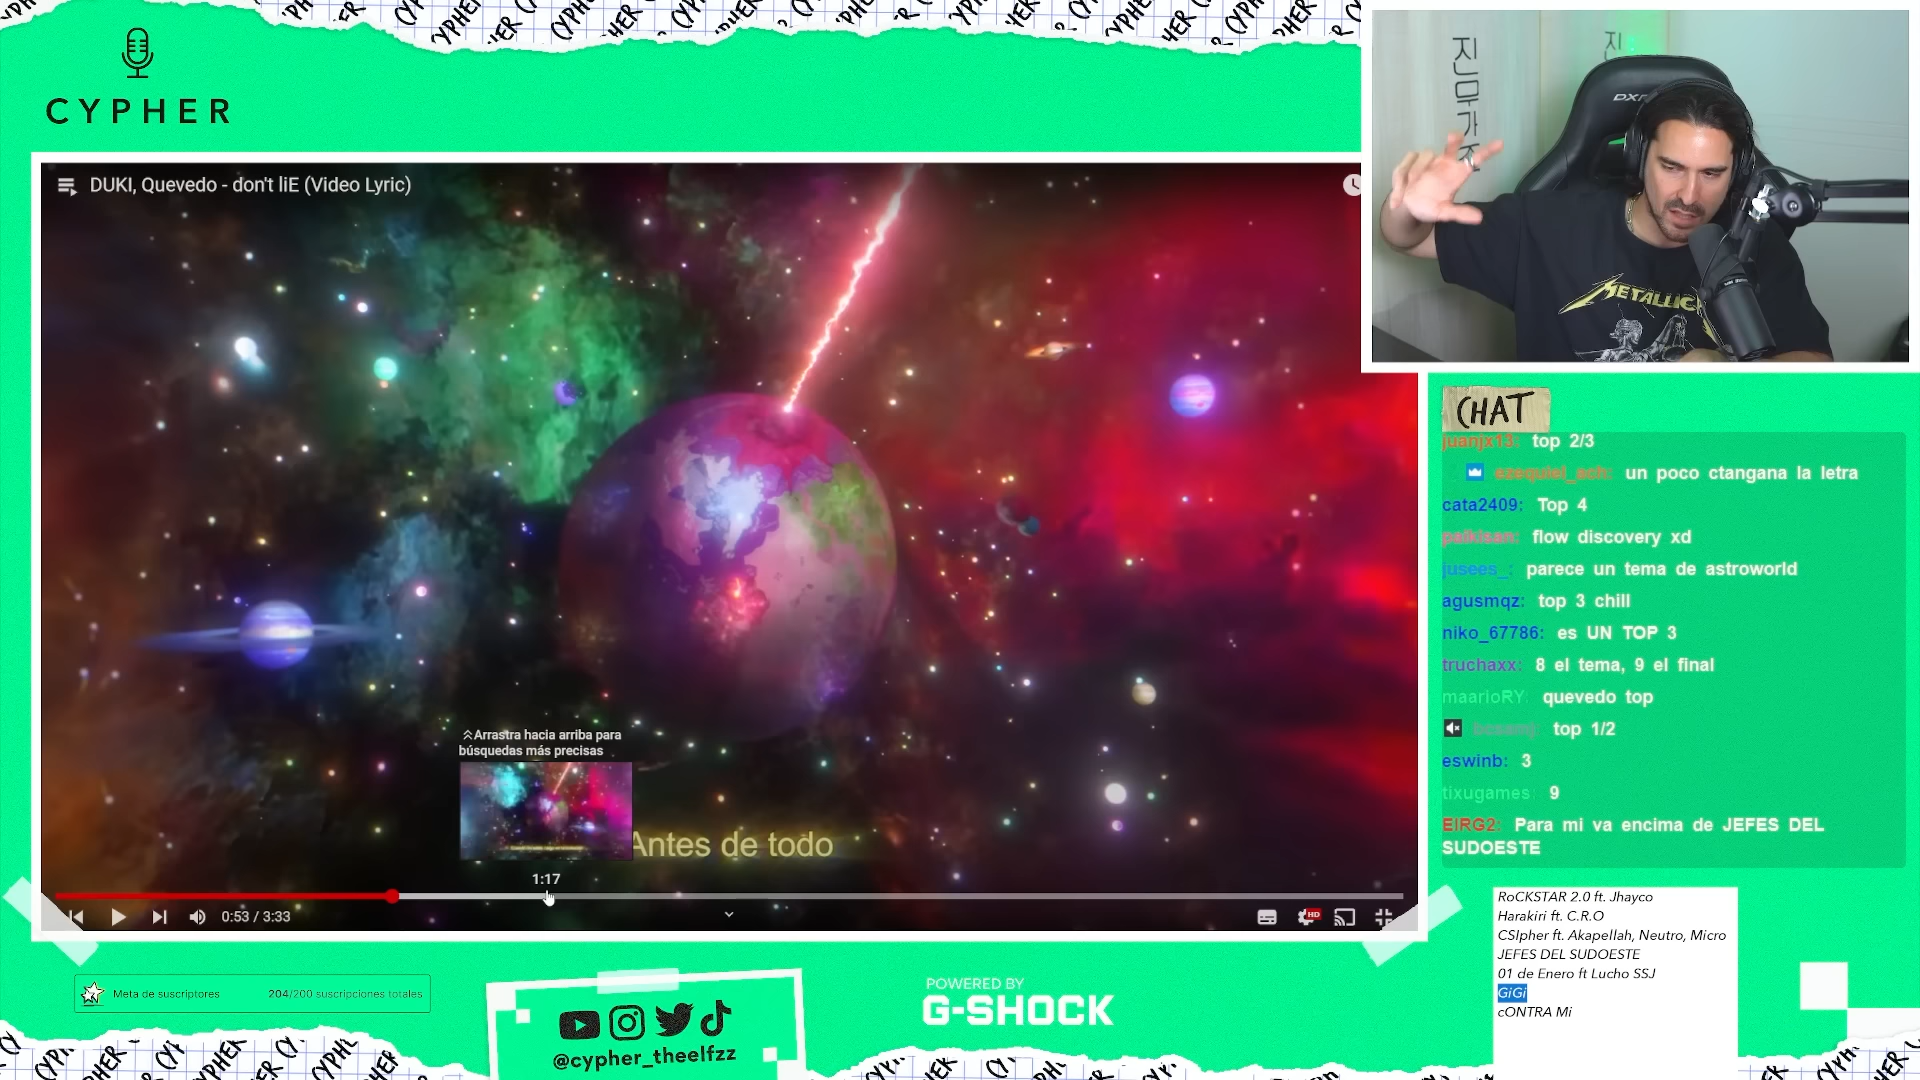 CYPHER
DUKI, Quevedo - don't liE (Video Lyric)
Arrastra hacia arriba para
búsquedas más precisas
Antes de todo
1:17
0:53 / 3:33
HD
METALLICA
CHAT
juanjx13: top 2/3
ezequiel_ech: un poco ctangana la letra
cata2409: Top 4
flow discovery xd
jusees_: parece un tema de astroworld
agusmqz: top 3 chill
niko_67786: es UN TOP 3
truchaxx: 8 el tema, 9 el final
maarioRY: quevedo top
top 1/2
eswinb: 3
tixugames: 9
EIRG2: Para mi va encima de JEFES DEL
SUDOESTE
RoCKSTAR 2.0 ft. Jhayco
Harakiri ft. C.R.O
CSIpher ft. Akapellah, Neutro, Micro
JEFES DEL SUDOESTE
01 de Enero ft Lucho SSJ
GiGi
cONTRA Mi
Meta de suscriptores 204/200 suscripciones totales
@cypher_theelfzz
POWERED BY
G-SHOCK